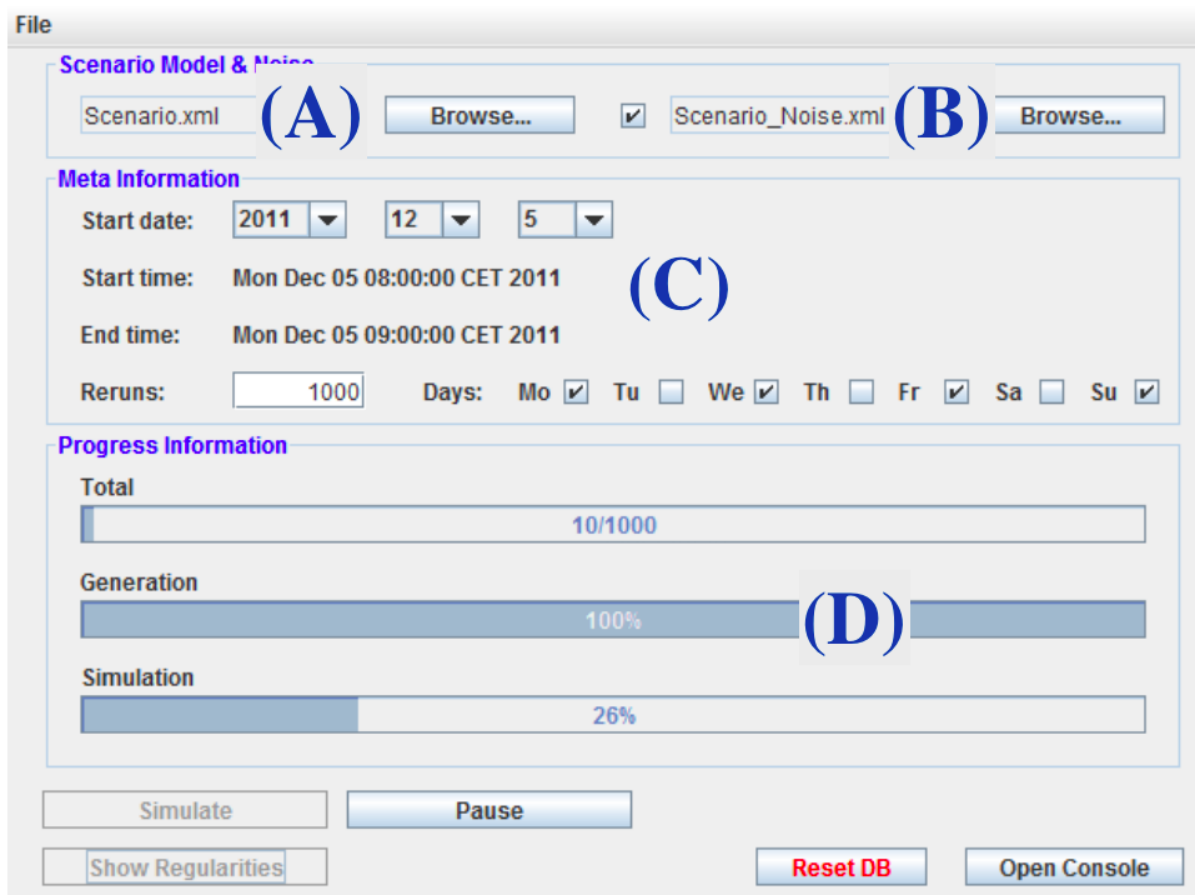 File
Scenario Model & Noise
Scenario.xml (A) Browse... Scenario_Noise.xml (B) Browse...
Meta Information
Start date: 2011 12 5
Start time: Mon Dec 05 08:00:00 CET 2011
(C)
End time: Mon Dec 05 09:00:00 CET 2011
Reruns: 1000 Days: Mo Tu We Th Fr Sa Su
Progress Information
Total
10/1000
Generation
100% (D)
Simulation
26%
Simulate Pause
Show Regularities Reset DB Open Console